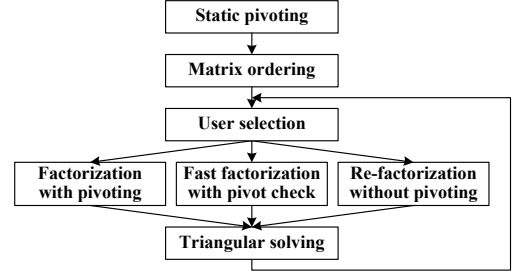 Static pivoting
Matrix ordering
User selection
Factorization
with pivoting
Fast factorization
with pivot check
Re-factorization
without pivoting
Triangular solving